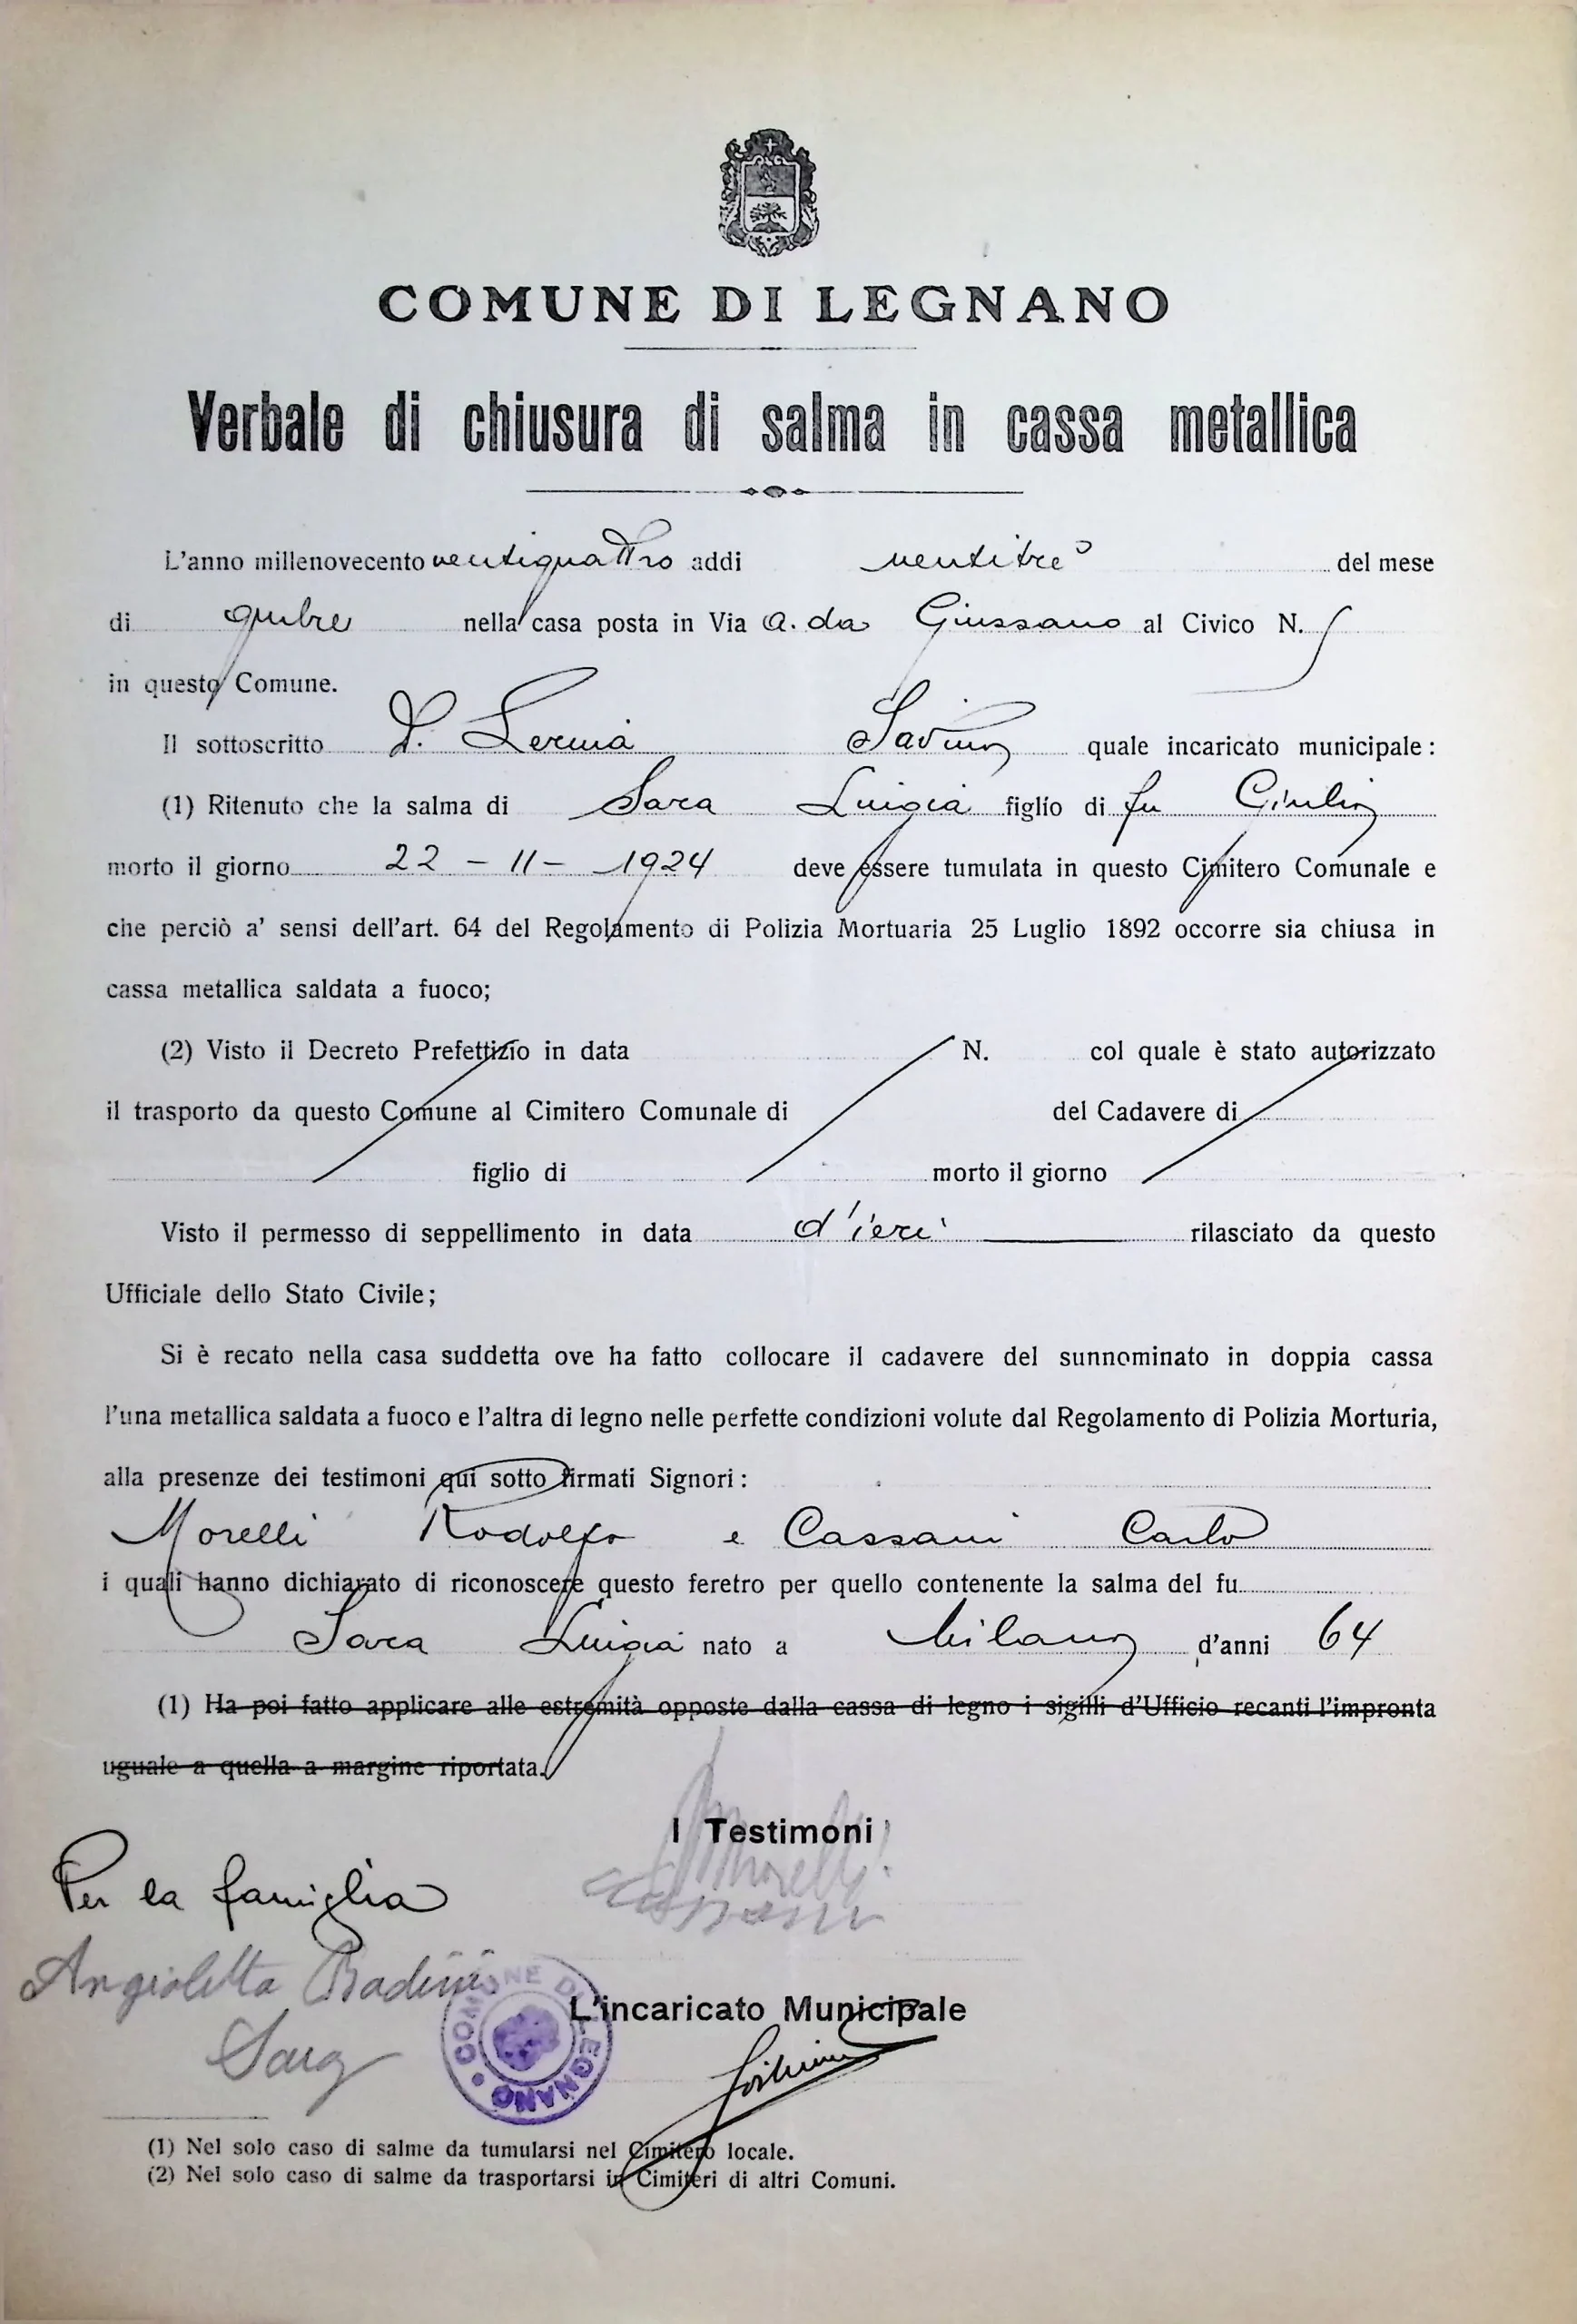 COMUNE DI LEGNANO
Verbale di chiusura di salma in cassa metallica
L'anno millenovecento ventiquattro addi ventitre del mese
di 9mbre nella casa posta in Via A. da Giussano al Civico N.
in questo Comune.
Il sottoscritto D. Lermà Savino quale incaricato municipale:
(1) Ritenuto che la salma di Sara Luigia figlio di fu Giulio
morto il giorno 22 - 11 - 1924 deve essere tumulata in questo Cimitero Comunale e
che perciò a' sensi dell'art. 64 del Regolamento di Polizia Mortuaria 25 Luglio 1892 occorre sia chiusa in
cassa metallica saldata a fuoco;
(2) Visto il Decreto Prefettizio in data N. col quale è stato autorizzato
il trasporto da questo Comune al Cimitero Comunale di del Cadavere di
figlio di morto il giorno
Visto il permesso di seppellimento in data d'ieri rilasciato da questo
Ufficiale dello Stato Civile;
Si è recato nella casa suddetta ove ha fatto collocare il cadavere del sunnominato in doppia cassa
l'una metallica saldata a fuoco e l'altra di legno nelle perfette condizioni volute dal Regolamento di Polizia Morturia,
alla presenze dei testimoni qui sotto firmati Signori:
Morelli Rodolfo e Cassani Carlo
i quali hanno dichiarato di riconoscere questo feretro per quello contenente la salma del fu
Sara Luigia nato a Milano d'anni 64
(1) Ha poi fatto applicare alle estremità opposte dalla cassa di legno i sigilli d'Ufficio recanti l'impronta
uguale a quella a margine riportata.
I Testimoni
Morelli
Cassani
Per la famiglia
Angioletta Badini
Sara
COMUNE DI LEGNANO
L'incaricato Municipale
(1) Nel solo caso di salme da tumularsi nel Cimitero locale.
(2) Nel solo caso di salme da trasportarsi in Cimiteri di altri Comuni.